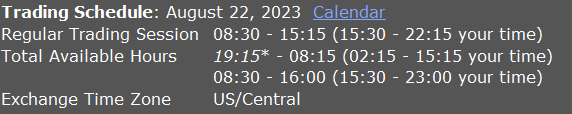 Trading Schedule: August 22, 2023 Calendar
Regular Trading Session 08:30 - 15:15 (15:30 - 22:15 your time)
Total Available Hours 19:15* - 08:15 (02:15 - 15:15 your time)
08:30 - 16:00 (15:30 - 23:00 your time)
Exchange Time Zone US/Central